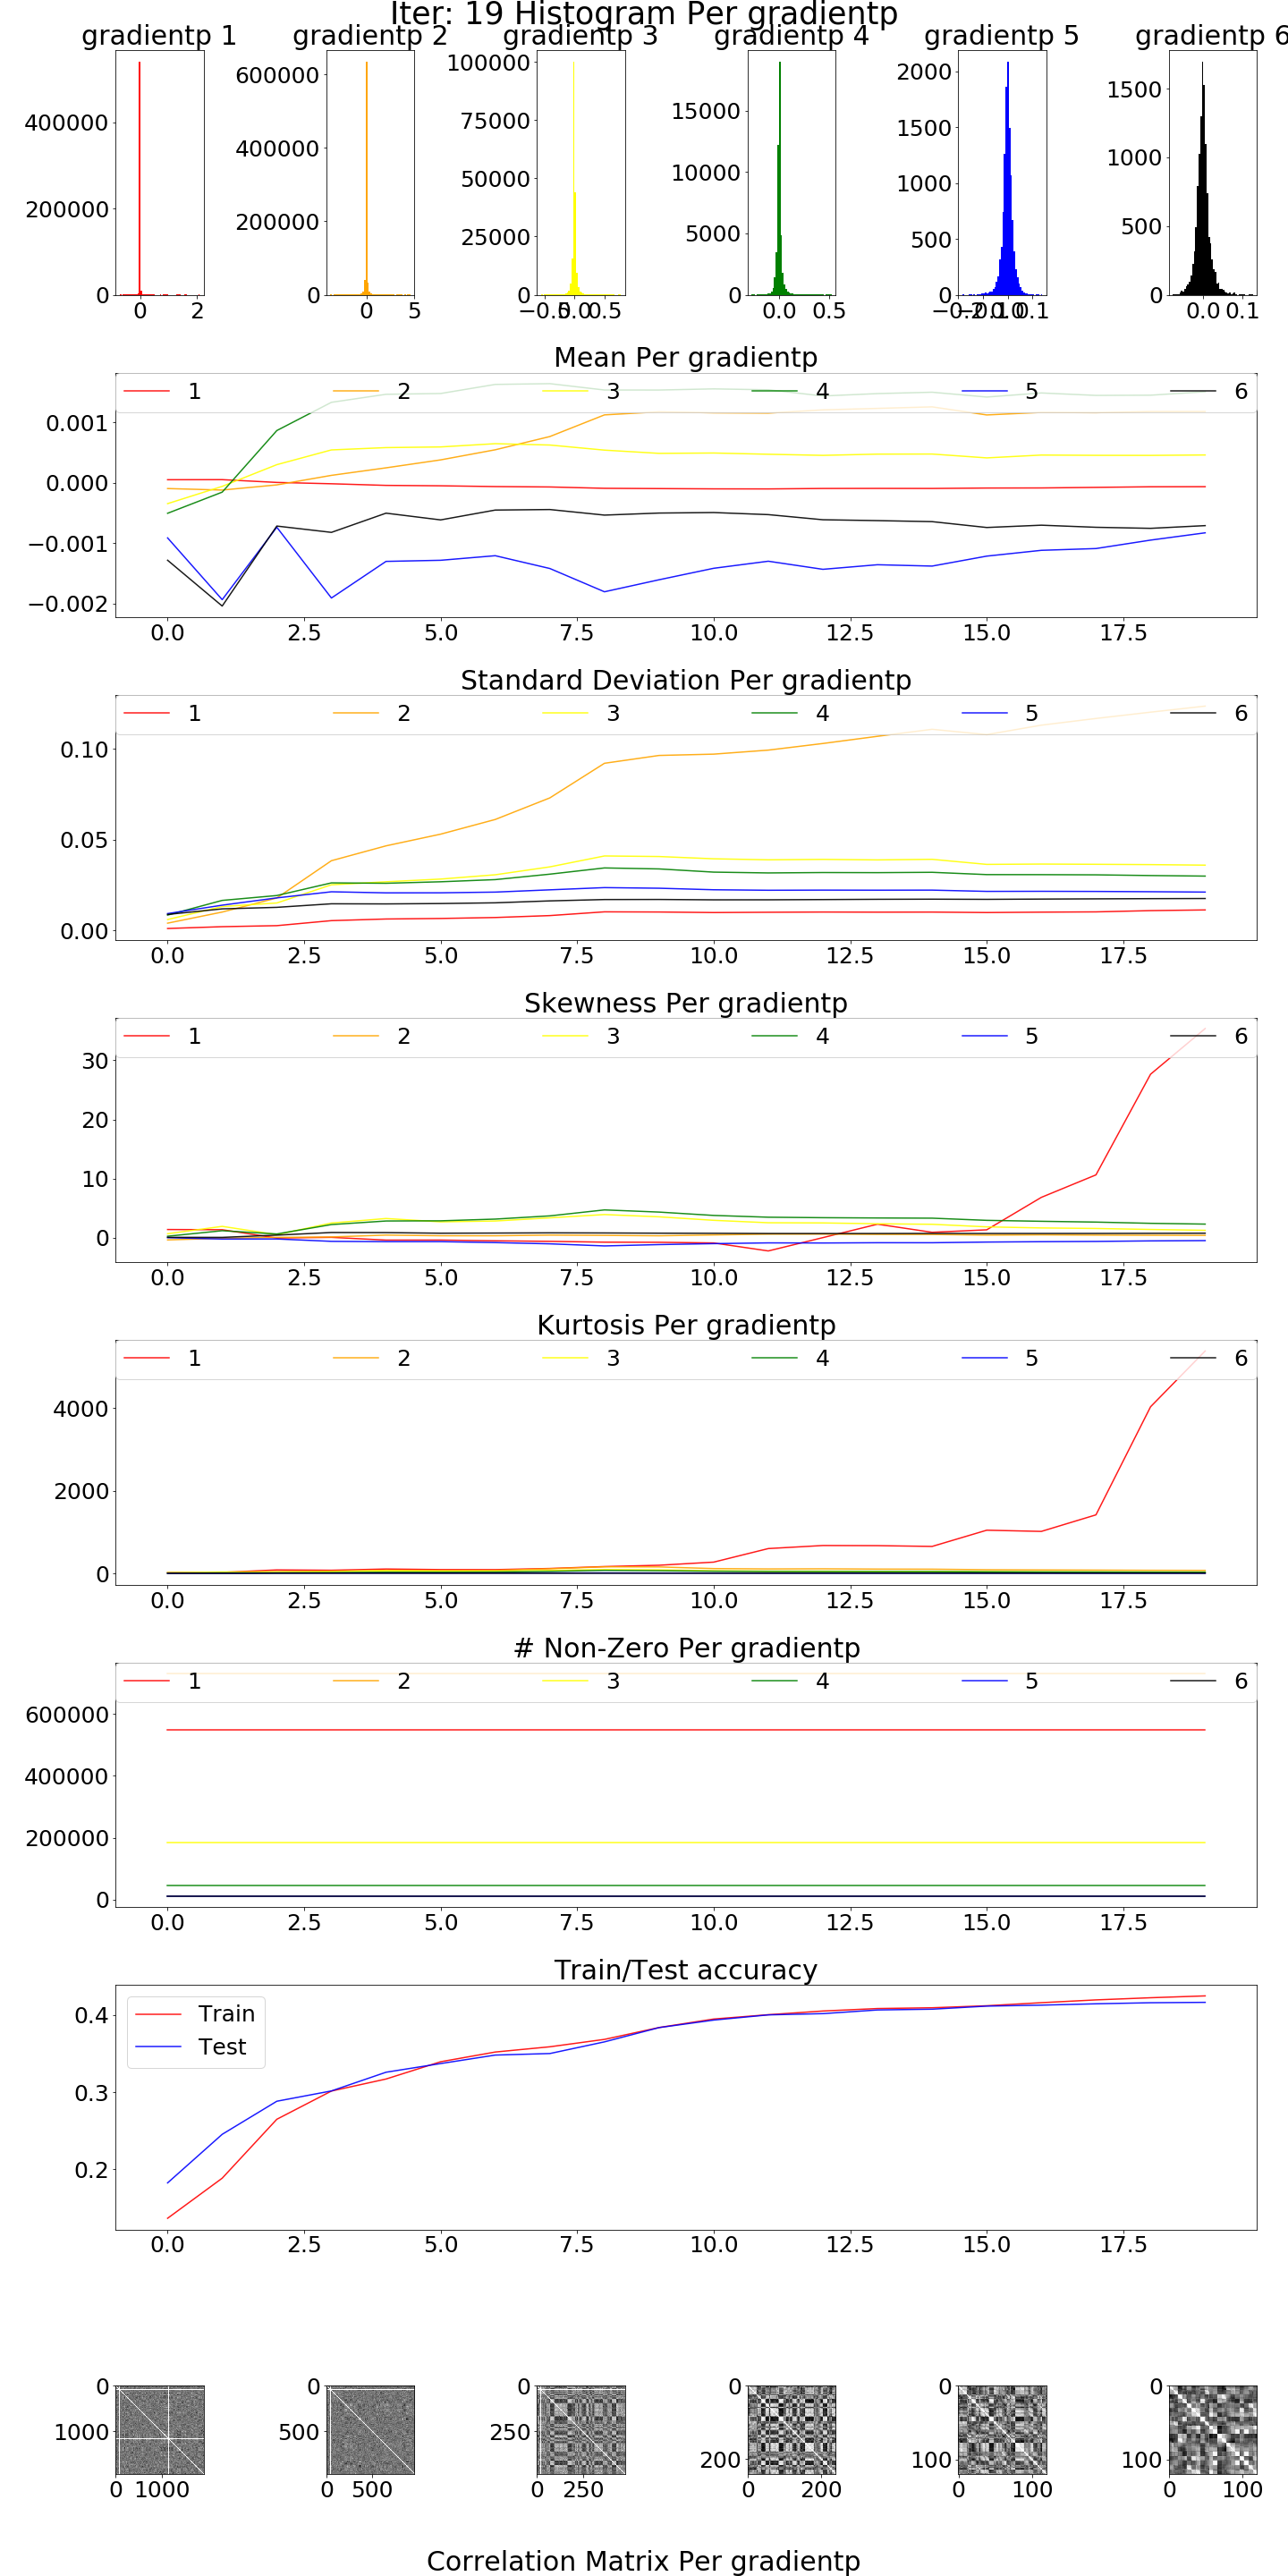 Iter: 19 Histogram Per gradientp
gradientp 1 gradientp 2 gradientp 3 gradientp 4 gradientp 5 gradientp 6
400000 200000 0 0 2
600000 400000 200000 0 0 5
100000 75000 50000 25000 0 −0.5 0.0 0.5
15000 10000 5000 0 0.0 0.5
2000 1500 1000 500 0 −0.2 −0.1 0.0 0.1
1500 1000 500 0 0.0 0.1
Mean Per gradientp
1 2 3 4 5 6
0.001
0.000
−0.001
−0.002
0.0 2.5 5.0 7.5 10.0 12.5 15.0 17.5
Standard Deviation Per gradientp
1 2 3 4 5 6
0.10
0.05
0.00
0.0 2.5 5.0 7.5 10.0 12.5 15.0 17.5
Skewness Per gradientp
1 2 3 4 5 6
30
20
10
0
0.0 2.5 5.0 7.5 10.0 12.5 15.0 17.5
Kurtosis Per gradientp
1 2 3 4 5 6
4000
2000
0
0.0 2.5 5.0 7.5 10.0 12.5 15.0 17.5
# Non-Zero Per gradientp
1 2 3 4 5 6
600000
400000
200000
0
0.0 2.5 5.0 7.5 10.0 12.5 15.0 17.5
Train/Test accuracy
Train
Test
0.4
0.3
0.2
0.0 2.5 5.0 7.5 10.0 12.5 15.0 17.5
0 1000 0 1000
0 500 0 500
0 250 0 250
0 200 0 200
0 100 0 100
0 100 0 100
Correlation Matrix Per gradientp